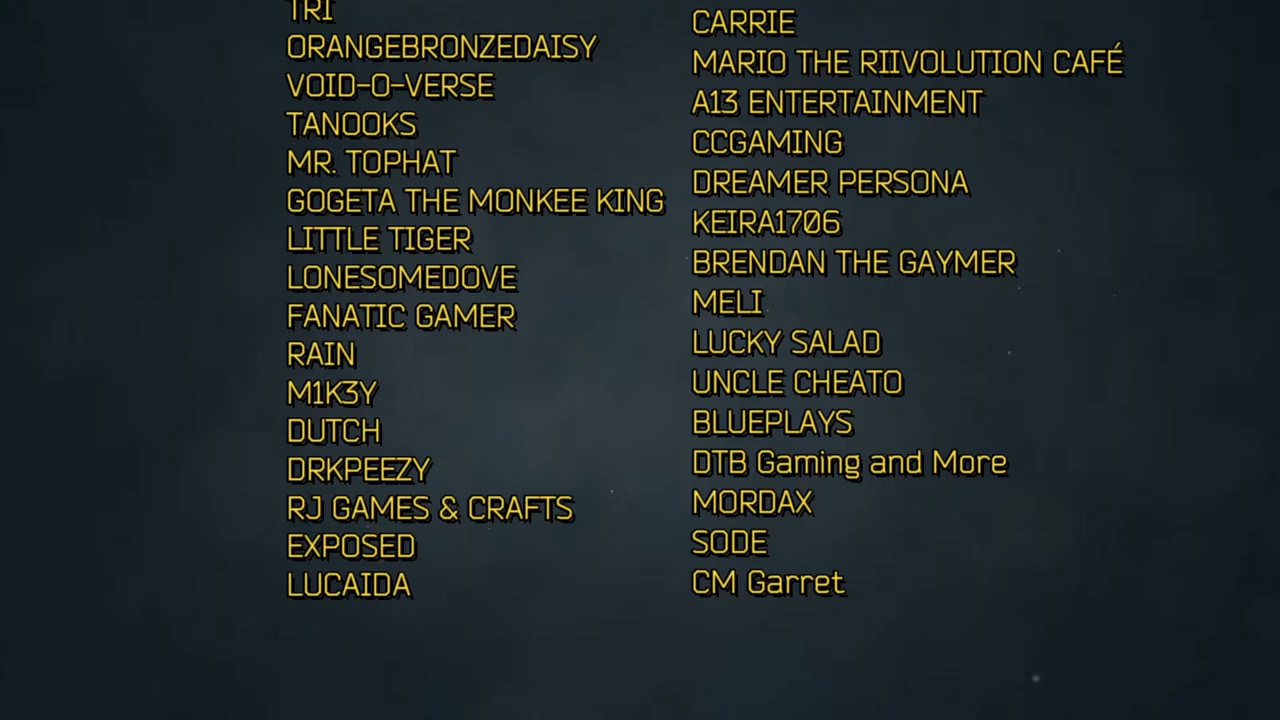 TRI
ORANGEBRONZEDAISY
VOID-O-VERSE
TANOOKS
MR. TOPHAT
GOGETA THE MONKEE KING
LITTLE TIGER
LONESOMEDOVE
FANATIC GAMER
RAIN
M1K3Y
DUTCH
DRKPEEZY
RJ GAMES & CRAFTS
EXPOSED
LUCAIDA
CARRIE
MARIO THE RIIVOLUTION CAFÉ
A13 ENTERTAINMENT
CCGAMING
DREAMER PERSONA
KEIRA1706
BRENDAN THE GAYMER
MELI
LUCKY SALAD
UNCLE CHEATO
BLUEPLAYS
DTB Gaming and More
MORDAX
SODE
CM Garret